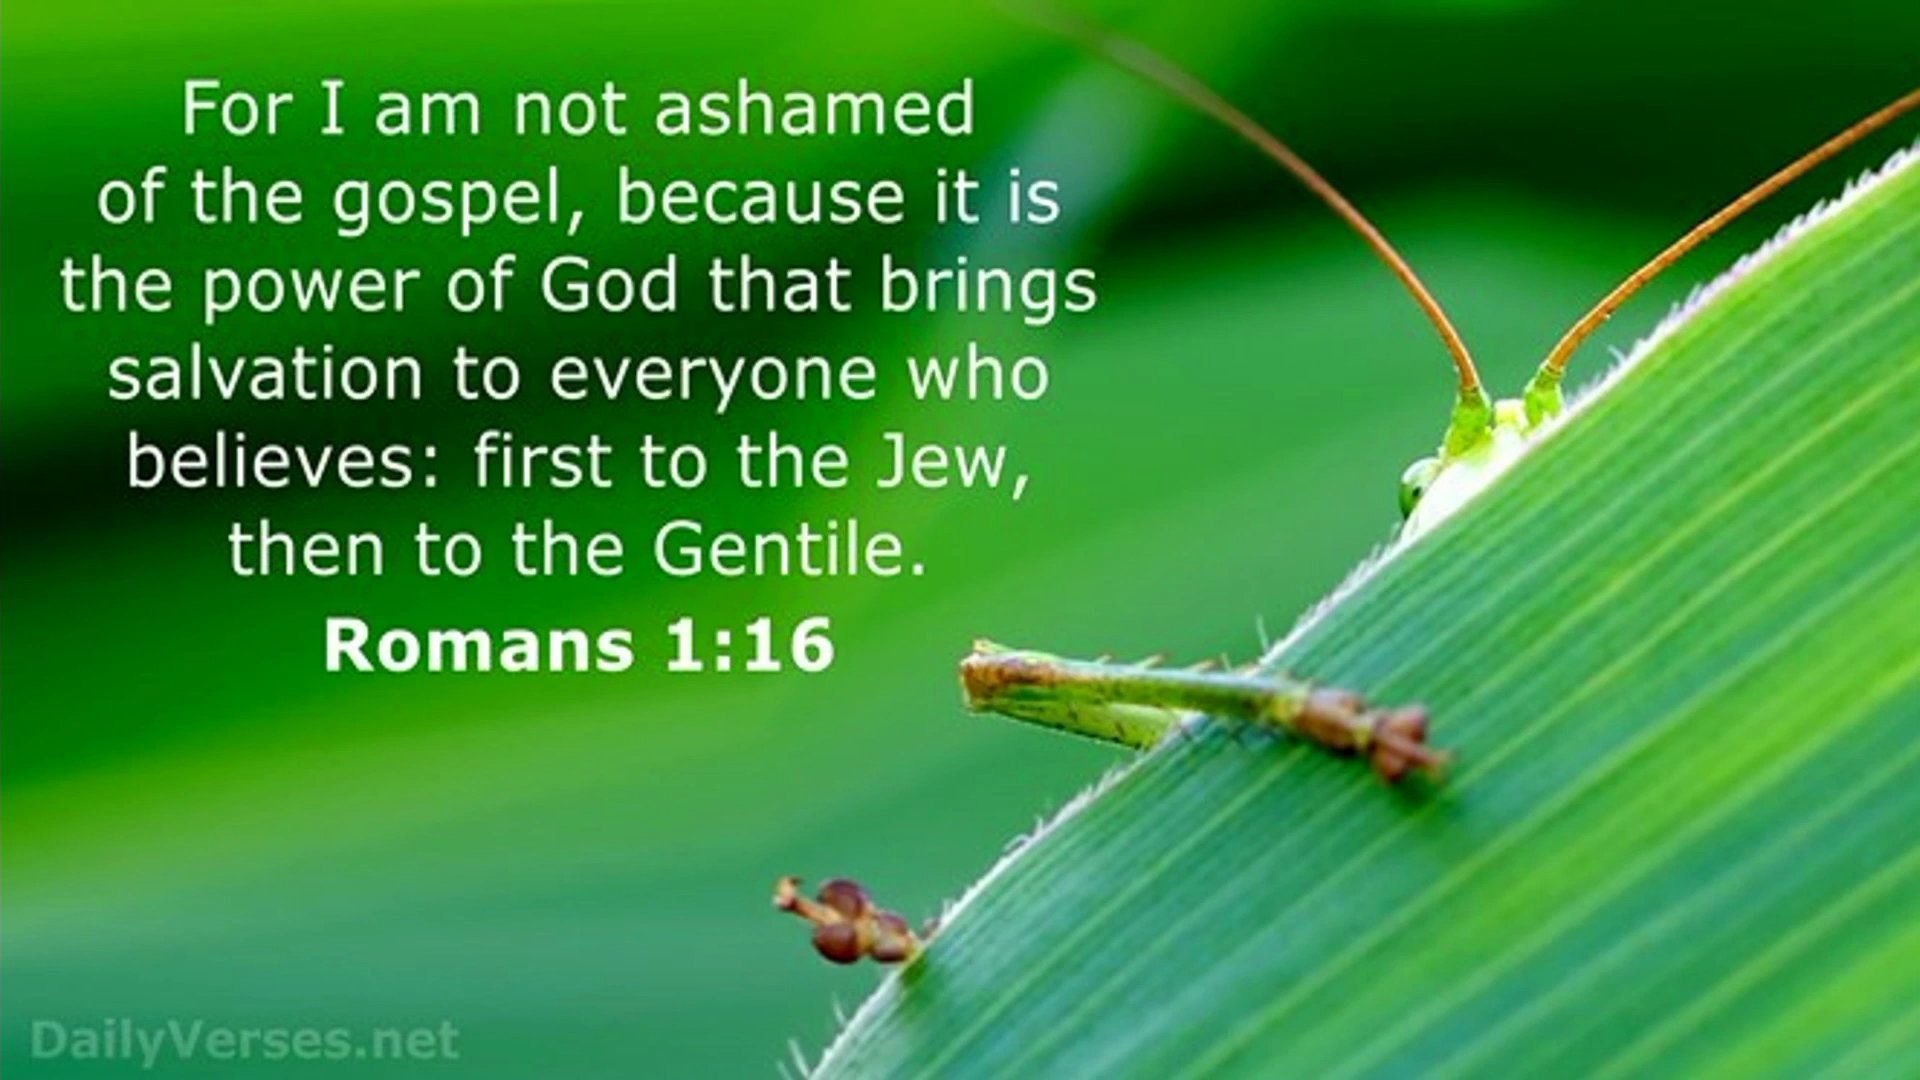 For I am not ashamed
of the gospel, because it is
the power of God that brings
salvation to everyone who
believes: first to the Jew,
then to the Gentile.
Romans 1:16
DailyVerses.net